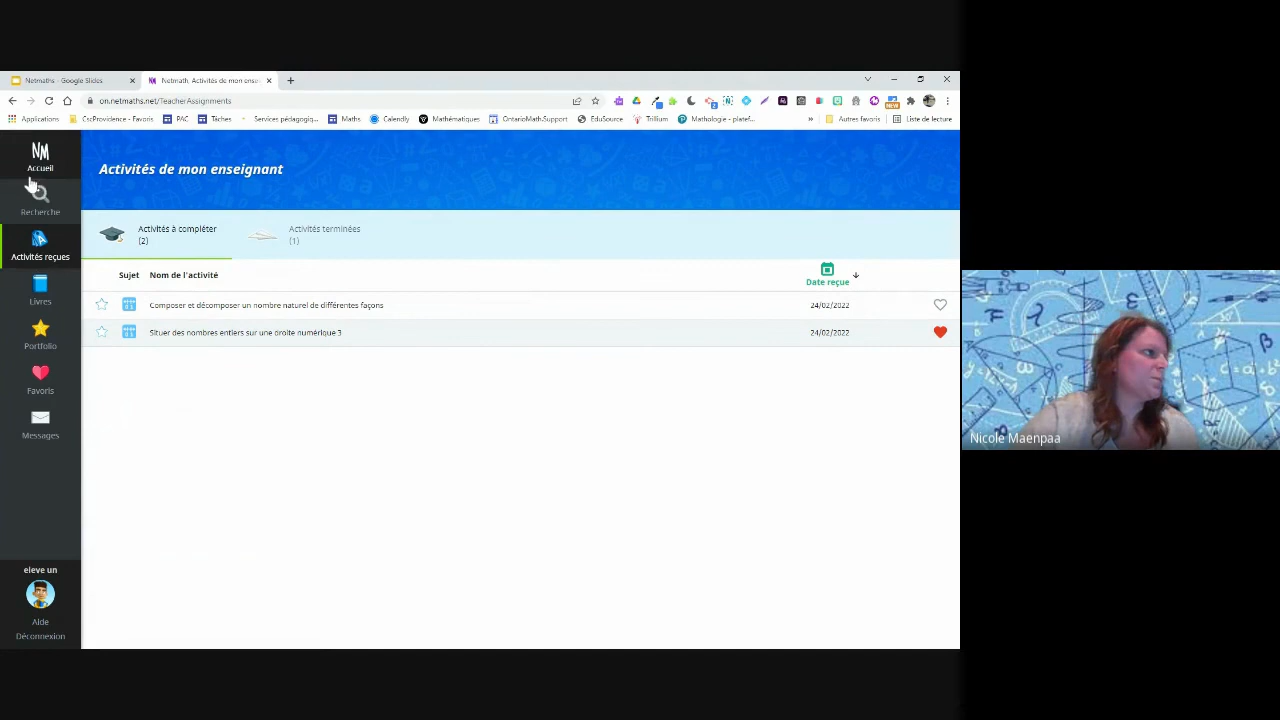 Netmaths - Google Slides
Netmath, Activités de mon ense
on.netmaths.net/TeacherAssignments
Applications
CscProvidence - Favoris
PAC
Tâches
Services pédagogiq...
Maths
Calendly
Mathématiques
OntarioMath.Support
EduSource
Trillium
Mathologie - platef...
»
Autres favoris
Liste de lecture
NM
Accueil
Recherche
Activités reçues
Livres
Portfolio
Favoris
Messages
eleve un
Aide
Déconnexion
Activités de mon enseignant
Activités à compléter
(2)
Activités terminées
(1)
Sujet Nom de l'activité
Date reçue
Composer et décomposer un nombre naturel de différentes façons 24/02/2022
Situer des nombres entiers sur une droite numérique 3 24/02/2022
Nicole Maenpaa